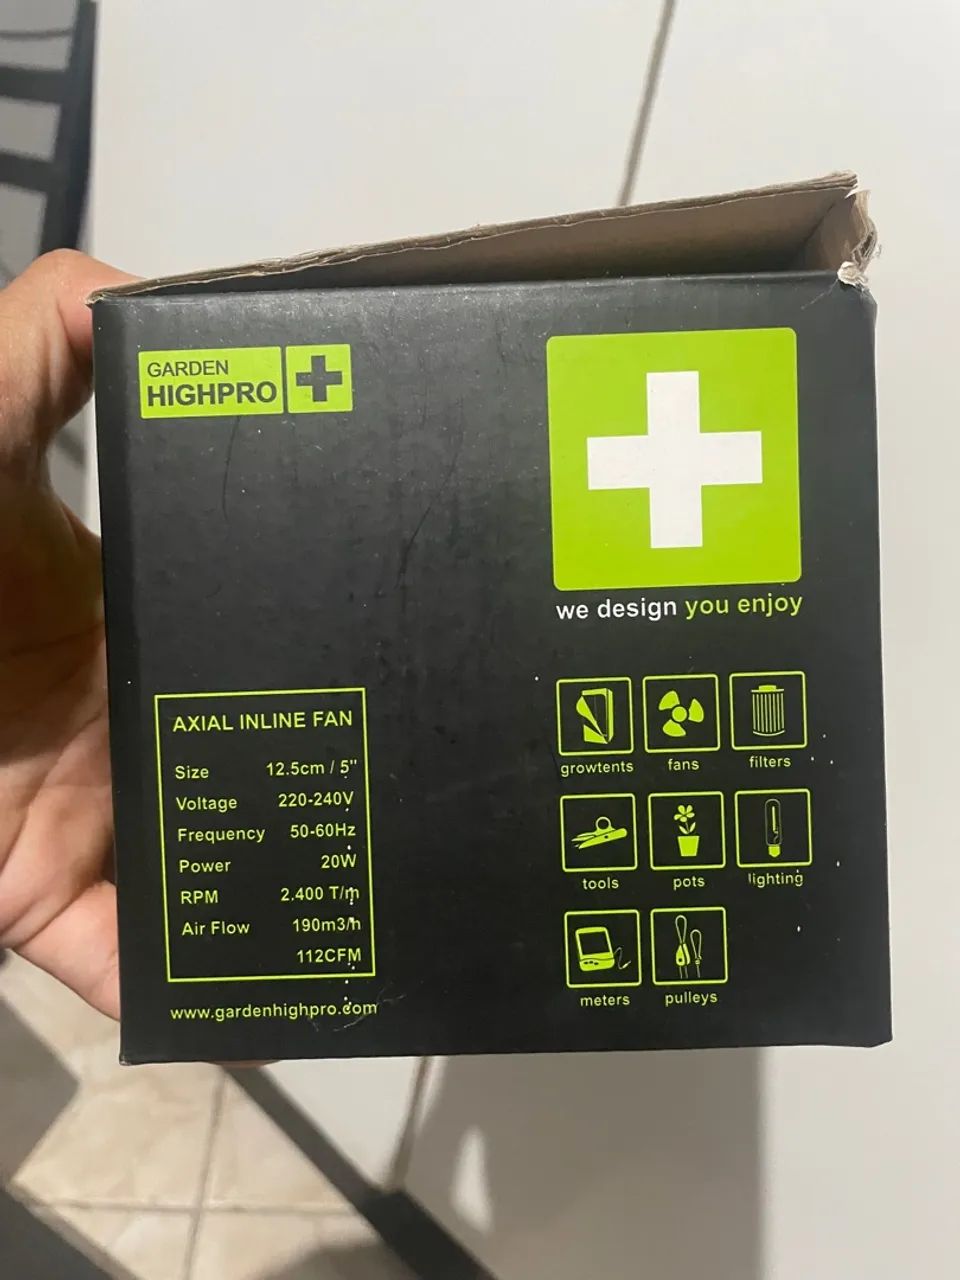 GARDEN
HIGHPRO
we design you enjoy
AXIAL INLINE FAN
Size 12.5cm / 5"
Voltage 220-240V
Frequency 50-60Hz
Power 20W
RPM 2.400 T/m
Air Flow 190m3/h
112CFM
www.gardenhighpro.com
growtents fans filters
tools pots lighting
meters pulleys